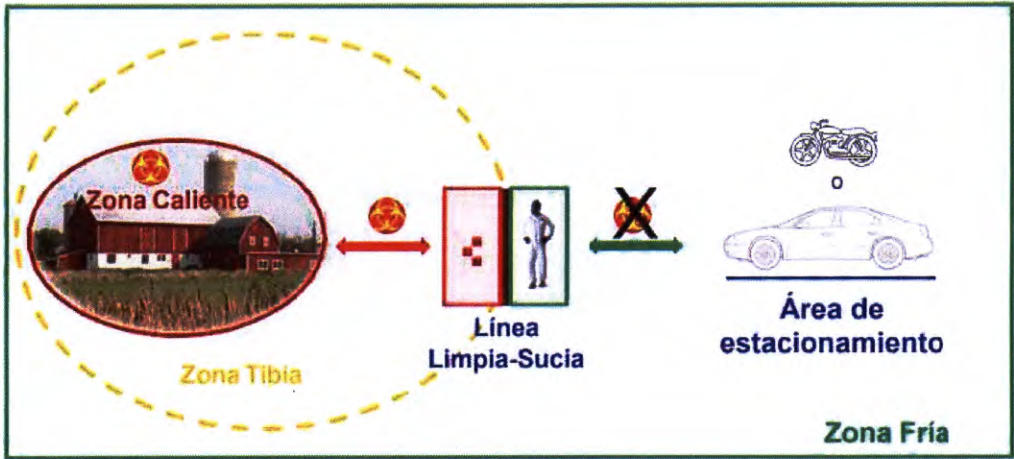 Zona Caliente
o
Línea
Limpia-Sucia
Área de
estacionamiento
Zona Tibia
Zona Fría